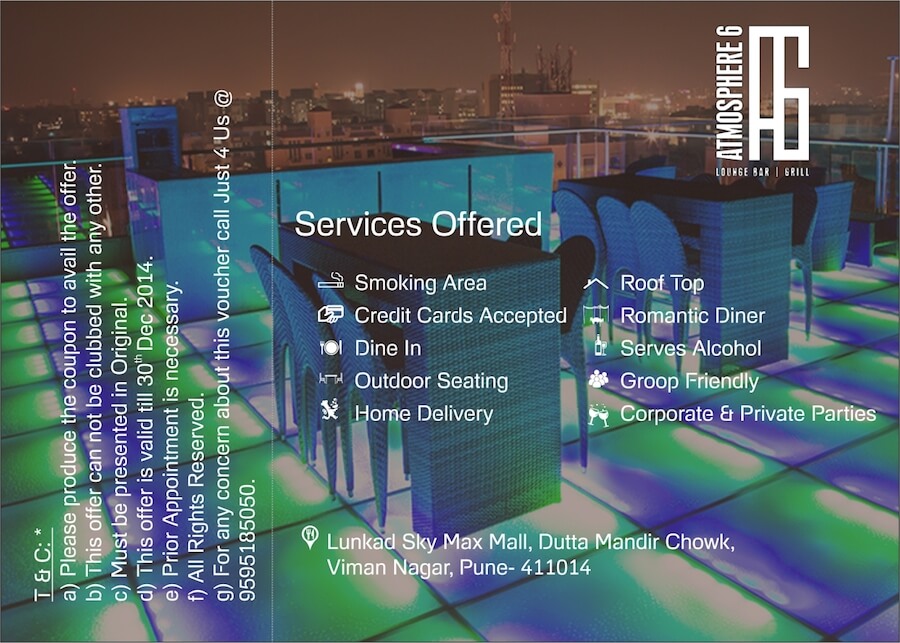 T & C: *
a) Please produce the coupon to avail the offer.
b) This offer can not be clubbed with any other.
c) Must be presented in Original.
d) This offer is valid till 30th Dec 2014.
e) Prior Appointment is necessary.
f) All Rights Reserved.
g) For any concern about this voucher call Just 4 Us @
9595185050.
ATMOSPHERE 6
A6
LOUNGE BAR | GRILL
Services Offered
Smoking Area
Credit Cards Accepted
Dine In
Outdoor Seating
Home Delivery
Roof Top
Romantic Diner
Serves Alcohol
Groop Friendly
Corporate & Private Parties
Lunkad Sky Max Mall, Dutta Mandir Chowk,
Viman Nagar, Pune- 411014